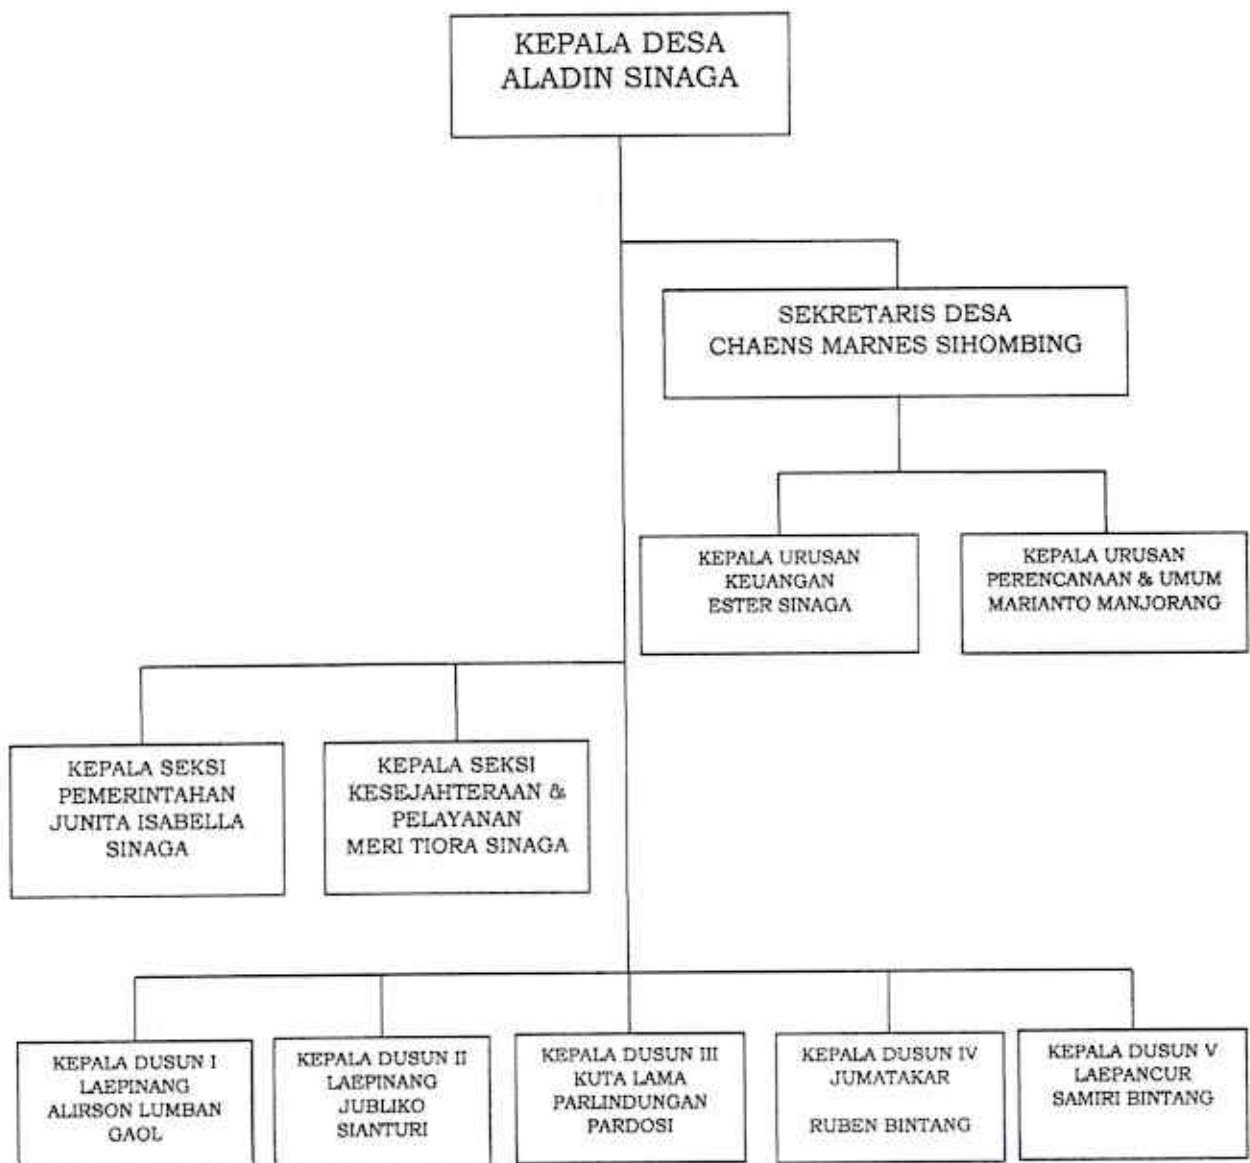 KEPALA DESA
ALADIN SINAGA
SEKRETARIS DESA
CHAENS MARNES SIHOMBING
KEPALA URUSAN
KEUANGAN
ESTER SINAGA
KEPALA URUSAN
PERENCANAAN & UMUM
MARIANTO MANJORANG
KEPALA SEKSI
PEMERINTAHAN
JUNITA ISABELLA
SINAGA
KEPALA SEKSI
KESEJAHTERAAN &
PELAYANAN
MERI TIORA SINAGA
KEPALA DUSUN I
LAEPINANG
ALIRSON LUMBAN
GAOL
KEPALA DUSUN II
LAEPINANG
JUBLIKO
SIANTURI
KEPALA DUSUN III
KUTA LAMA
PARLINDUNGAN
PARDOSI
KEPALA DUSUN IV
JUMATAKAR
RUBEN BINTANG
KEPALA DUSUN V
LAEPANCUR
SAMIRI BINTANG